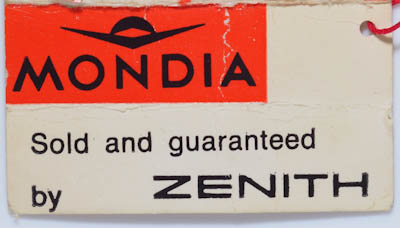 MONDIA
Sold and guaranteed
by ZENITH